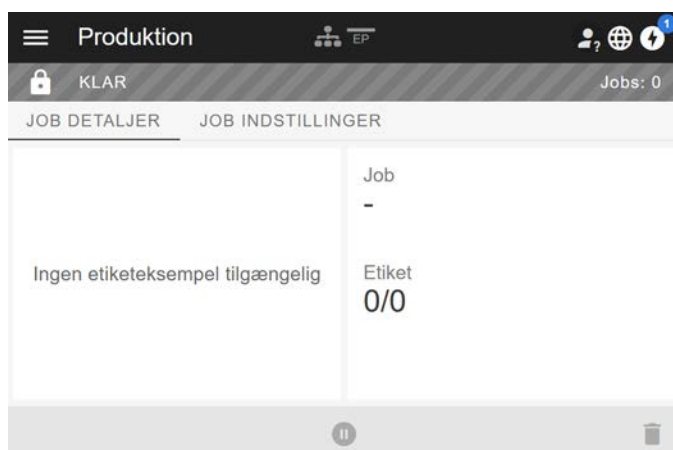 Produktion
EP
?
1
KLAR
Jobs: 0
JOB DETALJER
JOB INDSTILLINGER
Ingen etiketeksempel tilgængelig
Job
-
Etiket
0/0